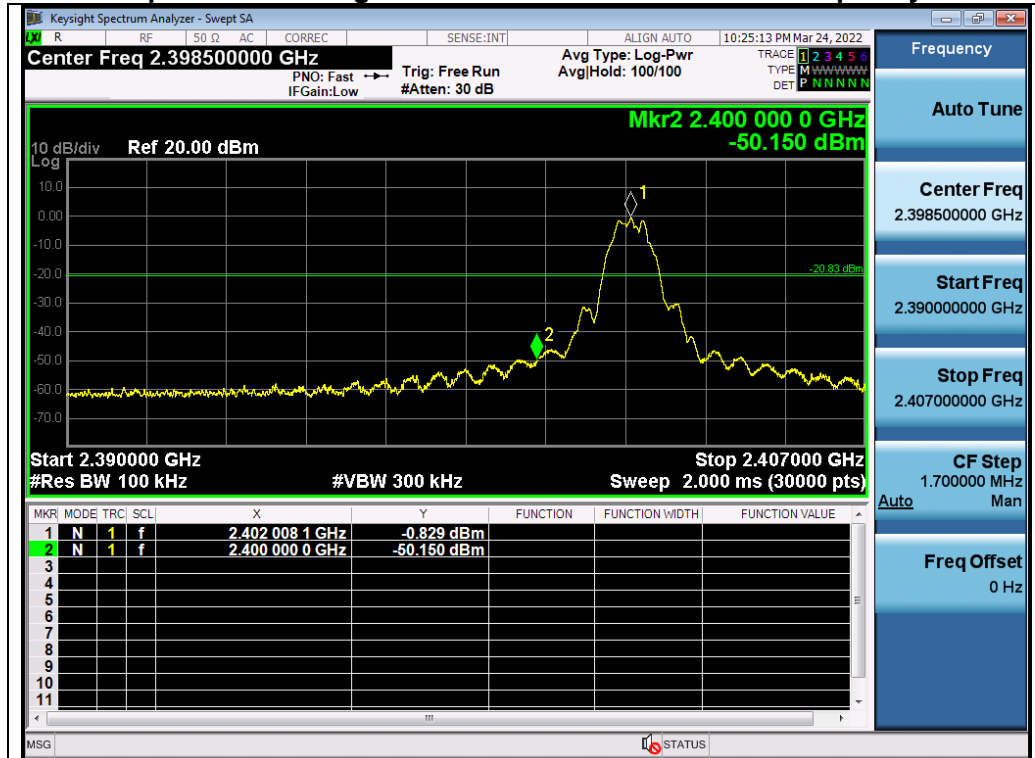 Keysight Spectrum Analyzer - Swept SA
LXI R RF 50 Ω AC CORREC SENSE:INT ALIGN AUTO 10:25:13 PM Mar 24, 2022
Center Freq 2.398500000 GHz
PNO: Fast
IFGain:Low
Trig: Free Run
#Atten: 30 dB
Avg Type: Log-Pwr
Avg|Hold: 100/100
TRACE 1 2 3 4 5 6
TYPE M WWWWW
DET P N N N N N
Mkr2 2.400 000 0 GHz
-50.150 dBm
10 dB/div Ref 20.00 dBm
Log
10.0
0.00
-10.0
-20.0
-30.0
-40.0
-50.0
-60.0
-70.0
1
-20.83 dBm
2
Start 2.390000 GHz Stop 2.407000 GHz
#Res BW 100 kHz #VBW 300 kHz Sweep 2.000 ms (30000 pts)
MKR MODE TRC SCL X Y FUNCTION FUNCTION WIDTH FUNCTION VALUE
1 N 1 f 2.402 008 1 GHz -0.829 dBm
2 N 1 f 2.400 000 0 GHz -50.150 dBm
3
4
5
6
7
8
9
10
11
MSG STATUS
Frequency
Auto Tune
Center Freq
2.398500000 GHz
Start Freq
2.390000000 GHz
Stop Freq
2.407000000 GHz
CF Step
1.700000 MHz
Auto Man
Freq Offset
0 Hz